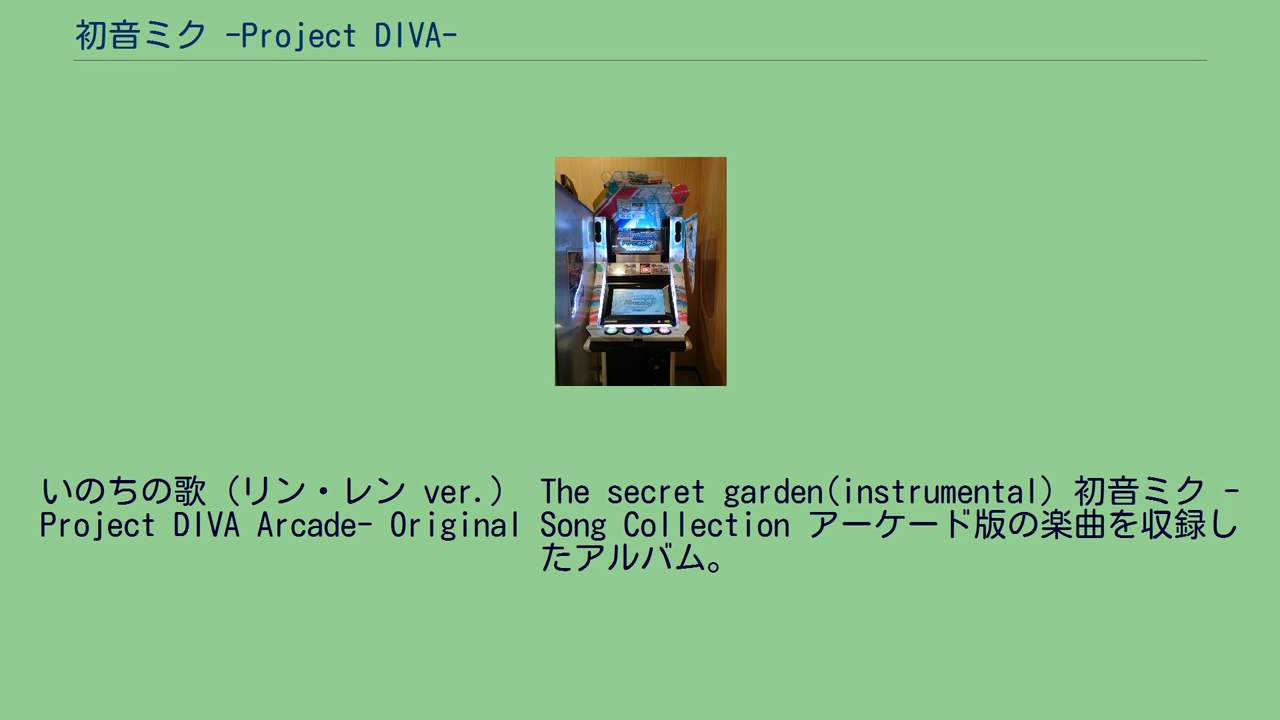 初音ミク -Project DIVA-
いのちの歌（リン・レン ver.） The secret garden(instrumental) 初音ミク -
Project DIVA Arcade- Original Song Collection アーケード版の楽曲を収録し
たアルバム。